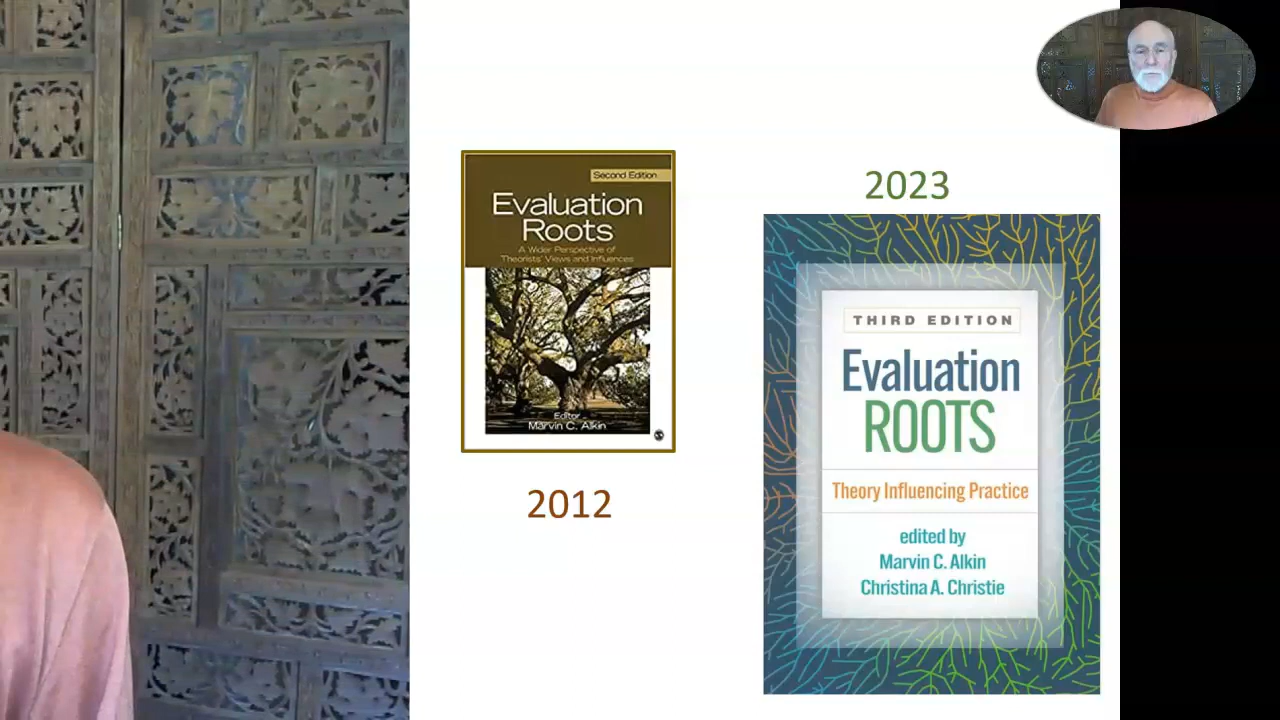 Second Edition
Evaluation
Roots
A Wider Perspective of
Theorists' Views and Influences
Editor
Marvin C. Alkin
2012
2023
THIRD EDITION
Evaluation
ROOTS
Theory Influencing Practice
edited by
Marvin C. Alkin
Christina A. Christie